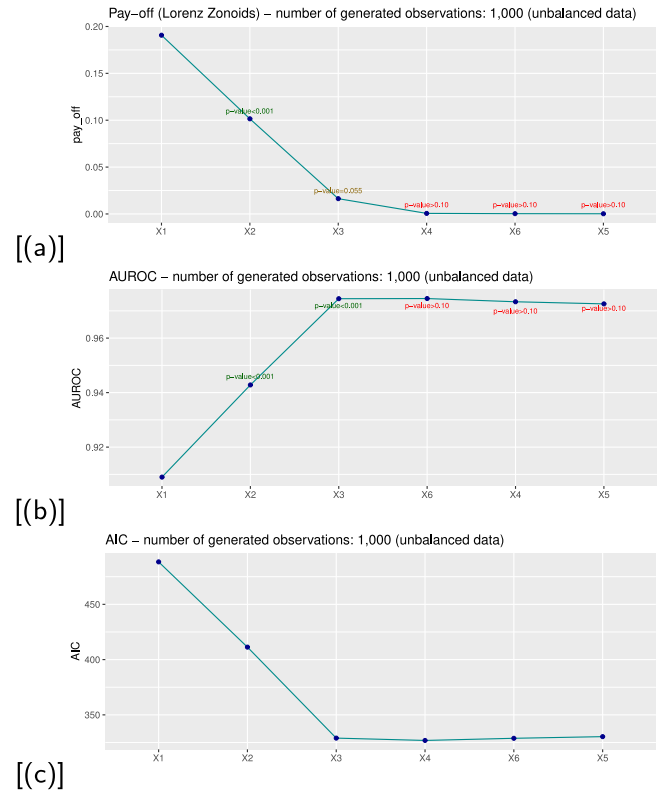 Pay−off (Lorenz Zonoids) − number of generated observations: 1,000 (unbalanced data)
0.20
0.15
0.10
0.05
0.00
pay_off
p−value<0.001
p−value=0.055
p−value>0.10
p−value>0.10
p−value>0.10
X1 X2 X3 X4 X6 X5
[(a)]
AUROC − number of generated observations: 1,000 (unbalanced data)
0.96
0.94
0.92
AUROC
p−value<0.001
p−value<0.001
p−value>0.10
p−value>0.10
p−value>0.10
X1 X2 X3 X6 X4 X5
[(b)]
AIC − number of generated observations: 1,000 (unbalanced data)
450
400
350
AIC
X1 X2 X3 X4 X6 X5
[(c)]